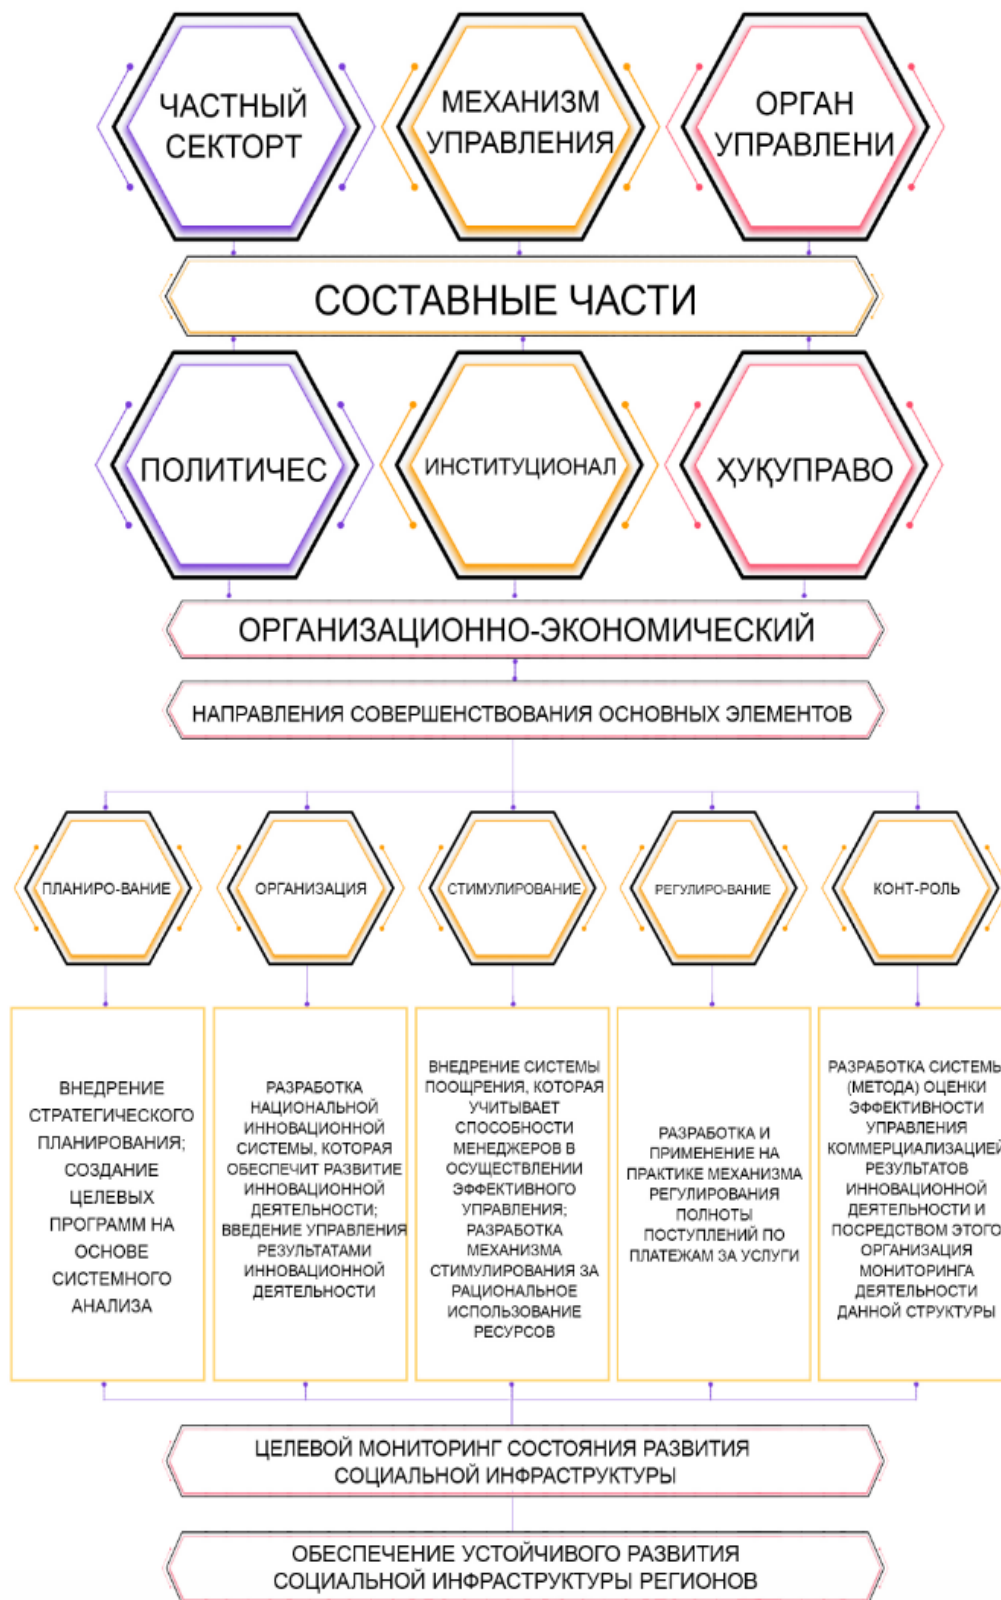 ЧАСТНЫЙ
СЕКТОРТ
МЕХАНИЗМ
УПРАВЛЕНИЯ
ОРГАН
УПРАВЛЕНИ
СОСТАВНЫЕ ЧАСТИ
ПОЛИТИЧЕС
ИНСТИТУЦИОНАЛ
ҲУҚУПРАВО
ОРГАНИЗАЦИОННО-ЭКОНОМИЧЕСКИЙ
НАПРАВЛЕНИЯ СОВЕРШЕНСТВОВАНИЯ ОСНОВНЫХ ЭЛЕМЕНТОВ
ПЛАНИРО-ВАНИЕ
ОРГАНИЗАЦИЯ
СТИМУЛИРОВАНИЕ
РЕГУЛИРО-ВАНИЕ
КОНТ-РОЛЬ
ВНЕДРЕНИЕ
СТРАТЕГИЧЕСКОГО
ПЛАНИРОВАНИЯ;
СОЗДАНИЕ
ЦЕЛЕВЫХ
ПРОГРАММ НА
ОСНОВЕ
СИСТЕМНОГО
АНАЛИЗА
РАЗРАБОТКА
НАЦИОНАЛЬНОЙ
ИННОВАЦИОННОЙ
СИСТЕМЫ, КОТОРАЯ
ОБЕСПЕЧИТ РАЗВИТИЕ
ИННОВАЦИОННОЙ
ДЕЯТЕЛЬНОСТИ;
ВВЕДЕНИЕ УПРАВЛЕНИЯ
РЕЗУЛЬТАТАМИ
ИННОВАЦИОННОЙ
ДЕЯТЕЛЬНОСТИ
ВНЕДРЕНИЕ СИСТЕМЫ
ПООЩРЕНИЯ, КОТОРАЯ
УЧИТЫВАЕТ
СПОСОБНОСТИ
МЕНЕДЖЕРОВ В
ОСУЩЕСТВЛЕНИИ
ЭФФЕКТИВНОГО
УПРАВЛЕНИЯ;
РАЗРАБОТКА
МЕХАНИЗМА
СТИМУЛИРОВАНИЯ ЗА
РАЦИОНАЛЬНОЕ
ИСПОЛЬЗОВАНИЕ
РЕСУРСОВ
РАЗРАБОТКА И
ПРИМЕНЕНИЕ НА
ПРАКТИКЕ МЕХАНИЗМА
РЕГУЛИРОВАНИЯ
ПОЛНОТЫ
ПОСТУПЛЕНИЙ ПО
ПЛАТЕЖАМ ЗА УСЛУГИ
РАЗРАБОТКА СИСТЕМЫ
(МЕТОДА) ОЦЕНКИ
ЭФФЕКТИВНОСТИ
УПРАВЛЕНИЯ
КОММЕРЦИАЛИЗАЦИЕЙ
РЕЗУЛЬТАТОВ
ИННОВАЦИОННОЙ
ДЕЯТЕЛЬНОСТИ И
ПОСРЕДСТВОМ ЭТОГО
ОРГАНИЗАЦИЯ
МОНИТОРИНГА
ДЕЯТЕЛЬНОСТИ
ДАННОЙ СТРУКТУРЫ
ЦЕЛЕВОЙ МОНИТОРИНГ СОСТОЯНИЯ РАЗВИТИЯ
СОЦИАЛЬНОЙ ИНФРАСТРУКТУРЫ
ОБЕСПЕЧЕНИЕ УСТОЙЧИВОГО РАЗВИТИЯ
СОЦИАЛЬНОЙ ИНФРАСТРУКТУРЫ РЕГИОНОВ